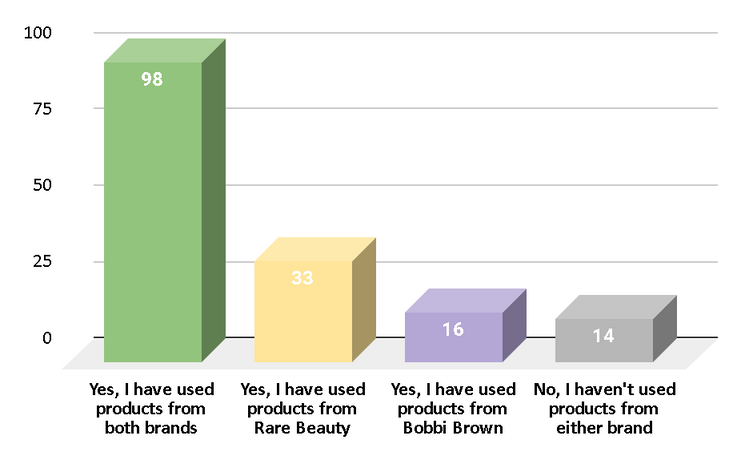 100
75
50
25
0
98
33
16
14
Yes, I have used
products from
both brands
Yes, I have used
products from
Rare Beauty
Yes, I have used
products from
Bobbi Brown
No, I haven't used
products from
either brand